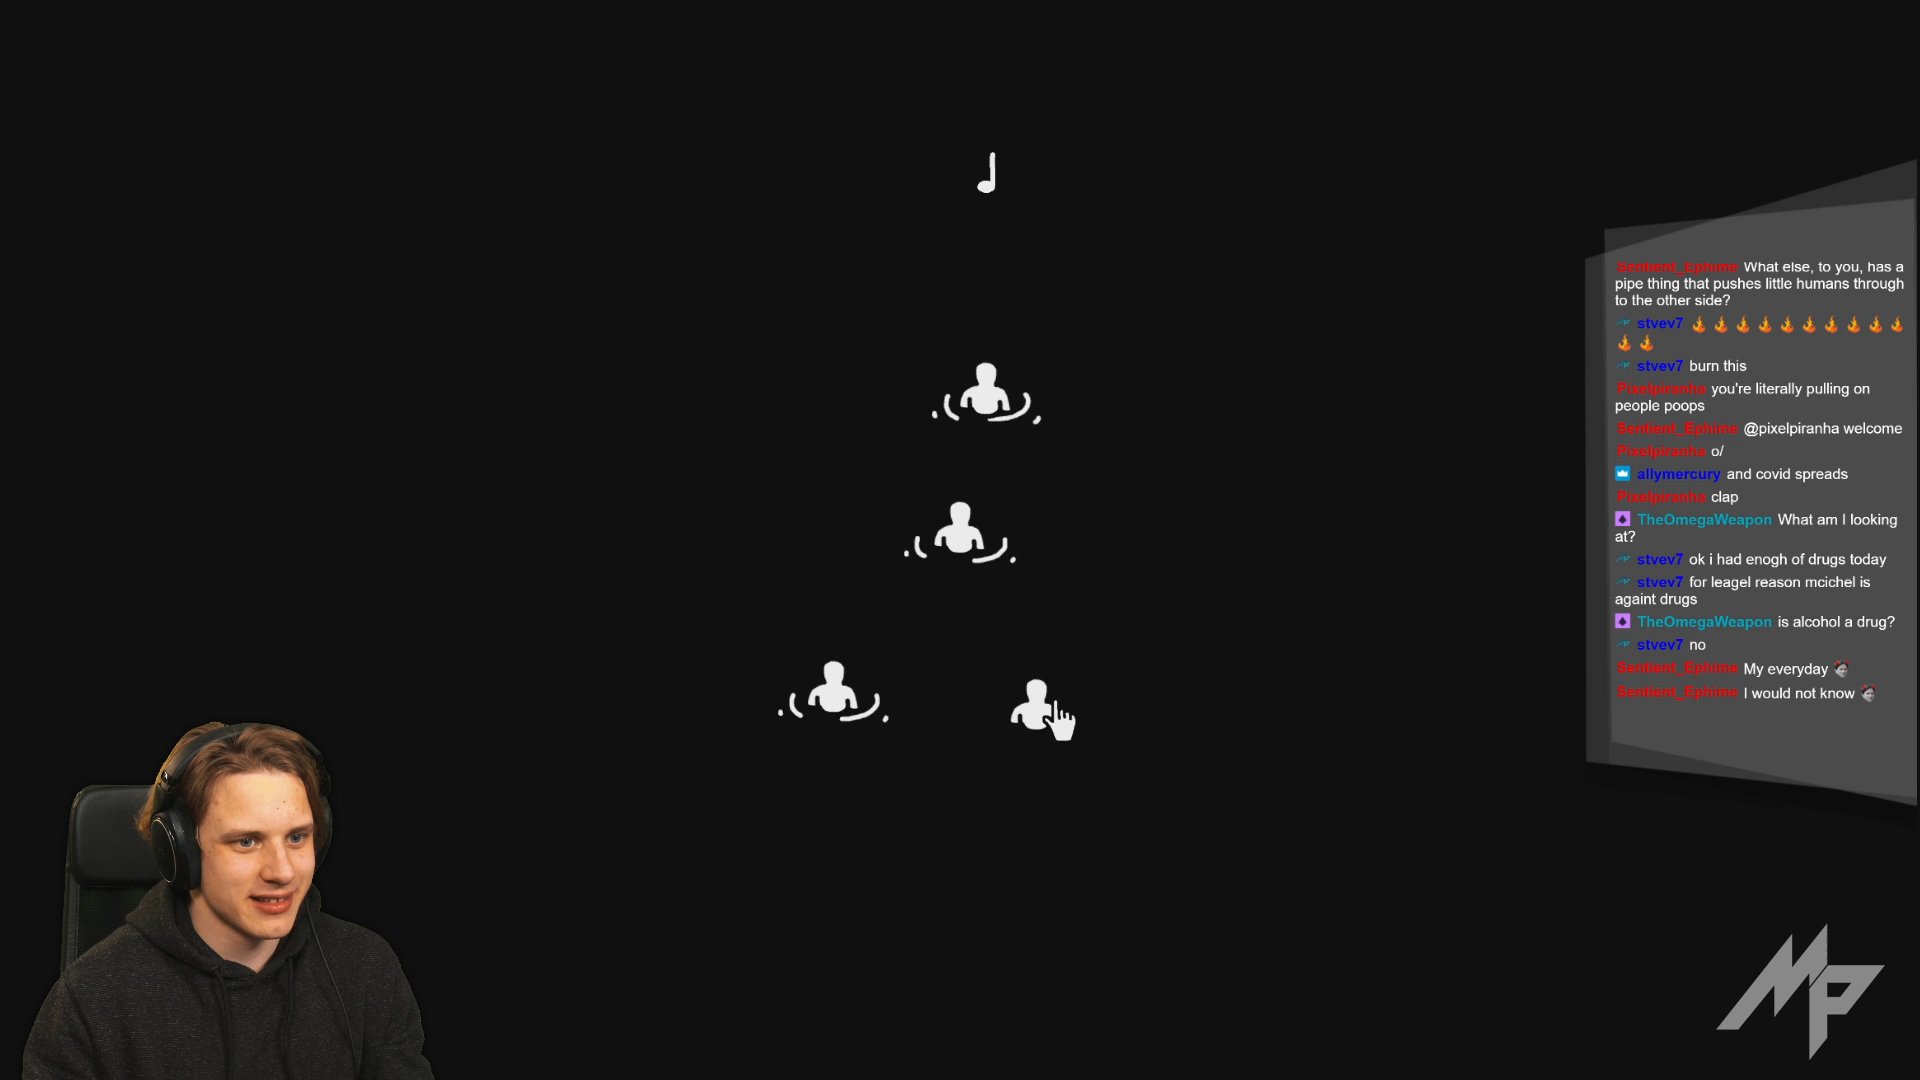 Sentient_Ephime What else, to you, has a
pipe thing that pushes little humans through
to the other side?
stvev7 🔥 🔥 🔥 🔥 🔥 🔥 🔥 🔥 🔥 🔥
🔥 🔥
stvev7 burn this
Pixelpiranha you're literally pulling on
people poops
Sentient_Ephime @pixelpiranha welcome
Pixelpiranha o/
allymercury and covid spreads
Pixelpiranha clap
TheOmegaWeapon What am I looking
at?
stvev7 ok i had enogh of drugs today
stvev7 for leagel reason mcichel is
againt drugs
TheOmegaWeapon is alcohol a drug?
stvev7 no
Sentient_Ephime My everyday
Sentient_Ephime I would not know
MP